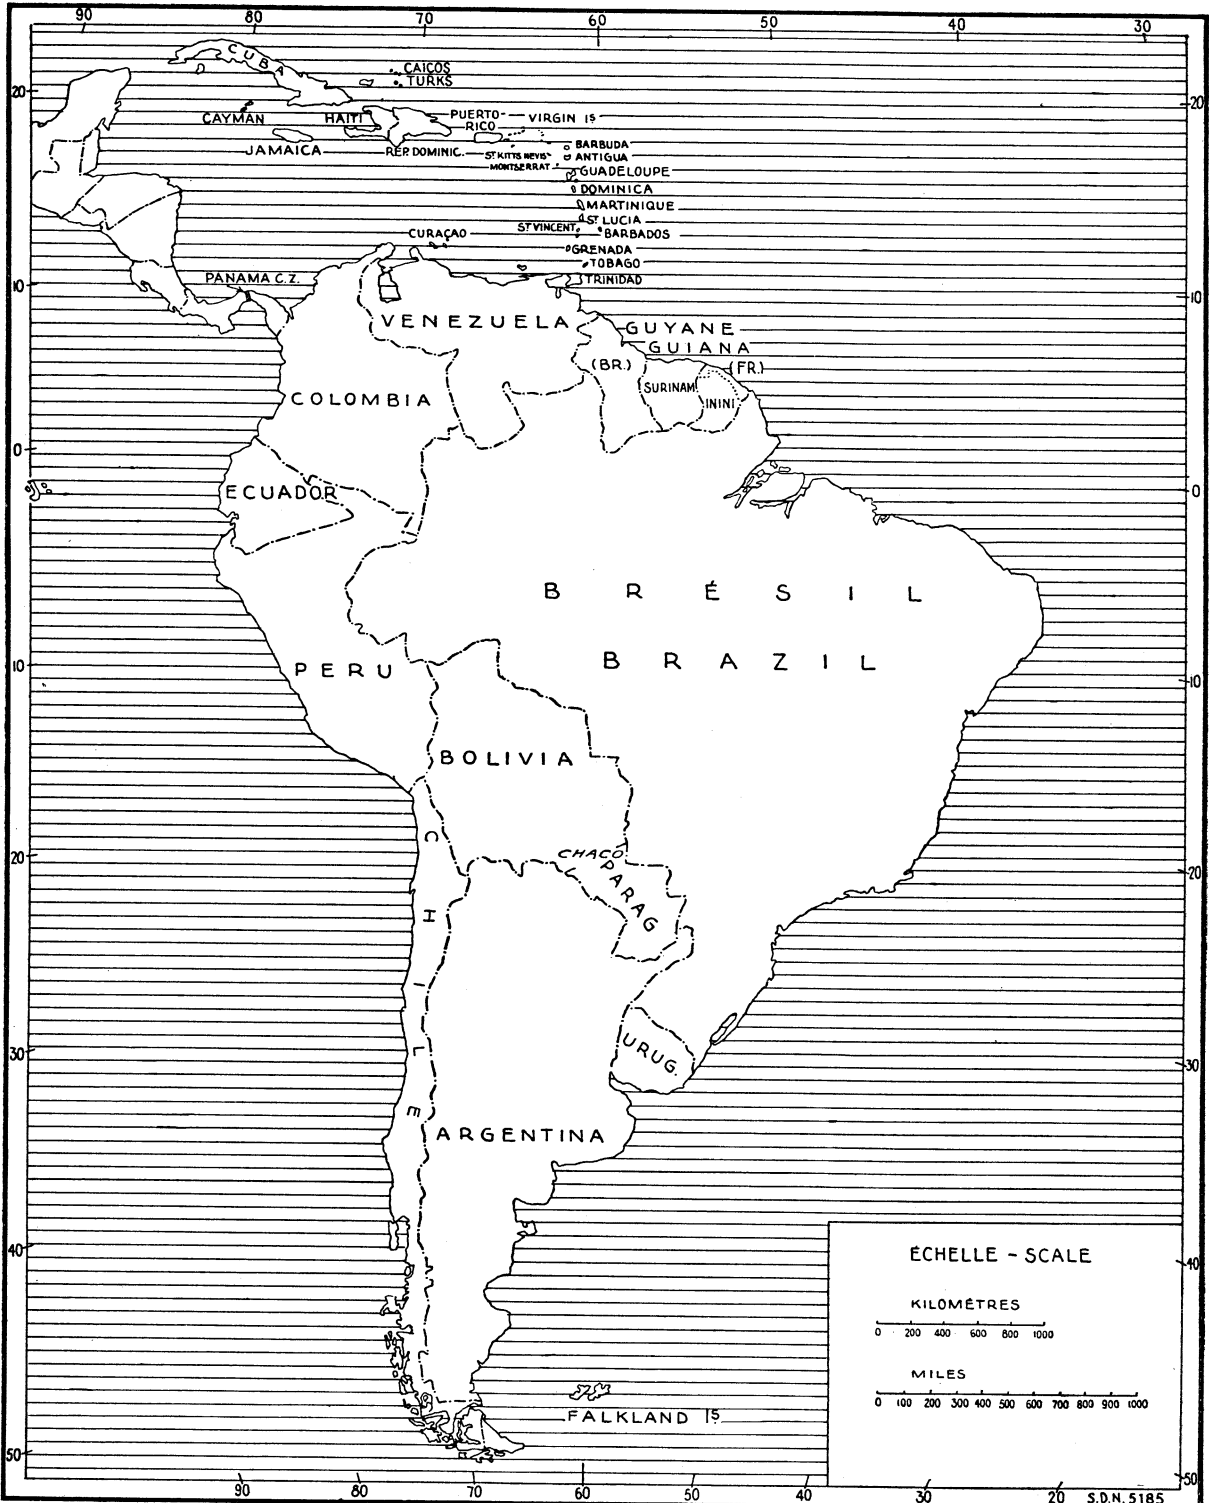 90 80 70 60 50 40 30
CUBA
CAICOS
TURKS
20 20
CAYMAN HAITI PUERTO-RICO VIRGIN IS
JAMAICA REP. DOMINIC. ST KITTS NEVIS BARBUDA
ANTIGUA
MONTSERRAT
GUADELOUPE
DOMINICA
MARTINIQUE
ST LUCIA
ST VINCENT
BARBADOS
CURAÇAO
GRENADA
TOBAGO
PANAMA C.Z. TRINIDAD
10 10
VENEZUELA
GUYANE
GUIANA
(BR.) (FR.)
SURINAM
ININI
COLOMBIA
0 0
ECUADOR
BRÉSIL
BRAZIL
PERU
10 10
BOLIVIA
CHILE
CHACO
PARAG
20 20
URUG.
30 30
ARGENTINA
40 40
ÉCHELLE - SCALE
KILOMÈTRES
0 200 400 600 800 1000
MILES
0 100 200 300 400 500 600 700 800 900 1000
FALKLAND IS
50 50
90 80 70 60 50 40 30 20
S.D.N. 5185